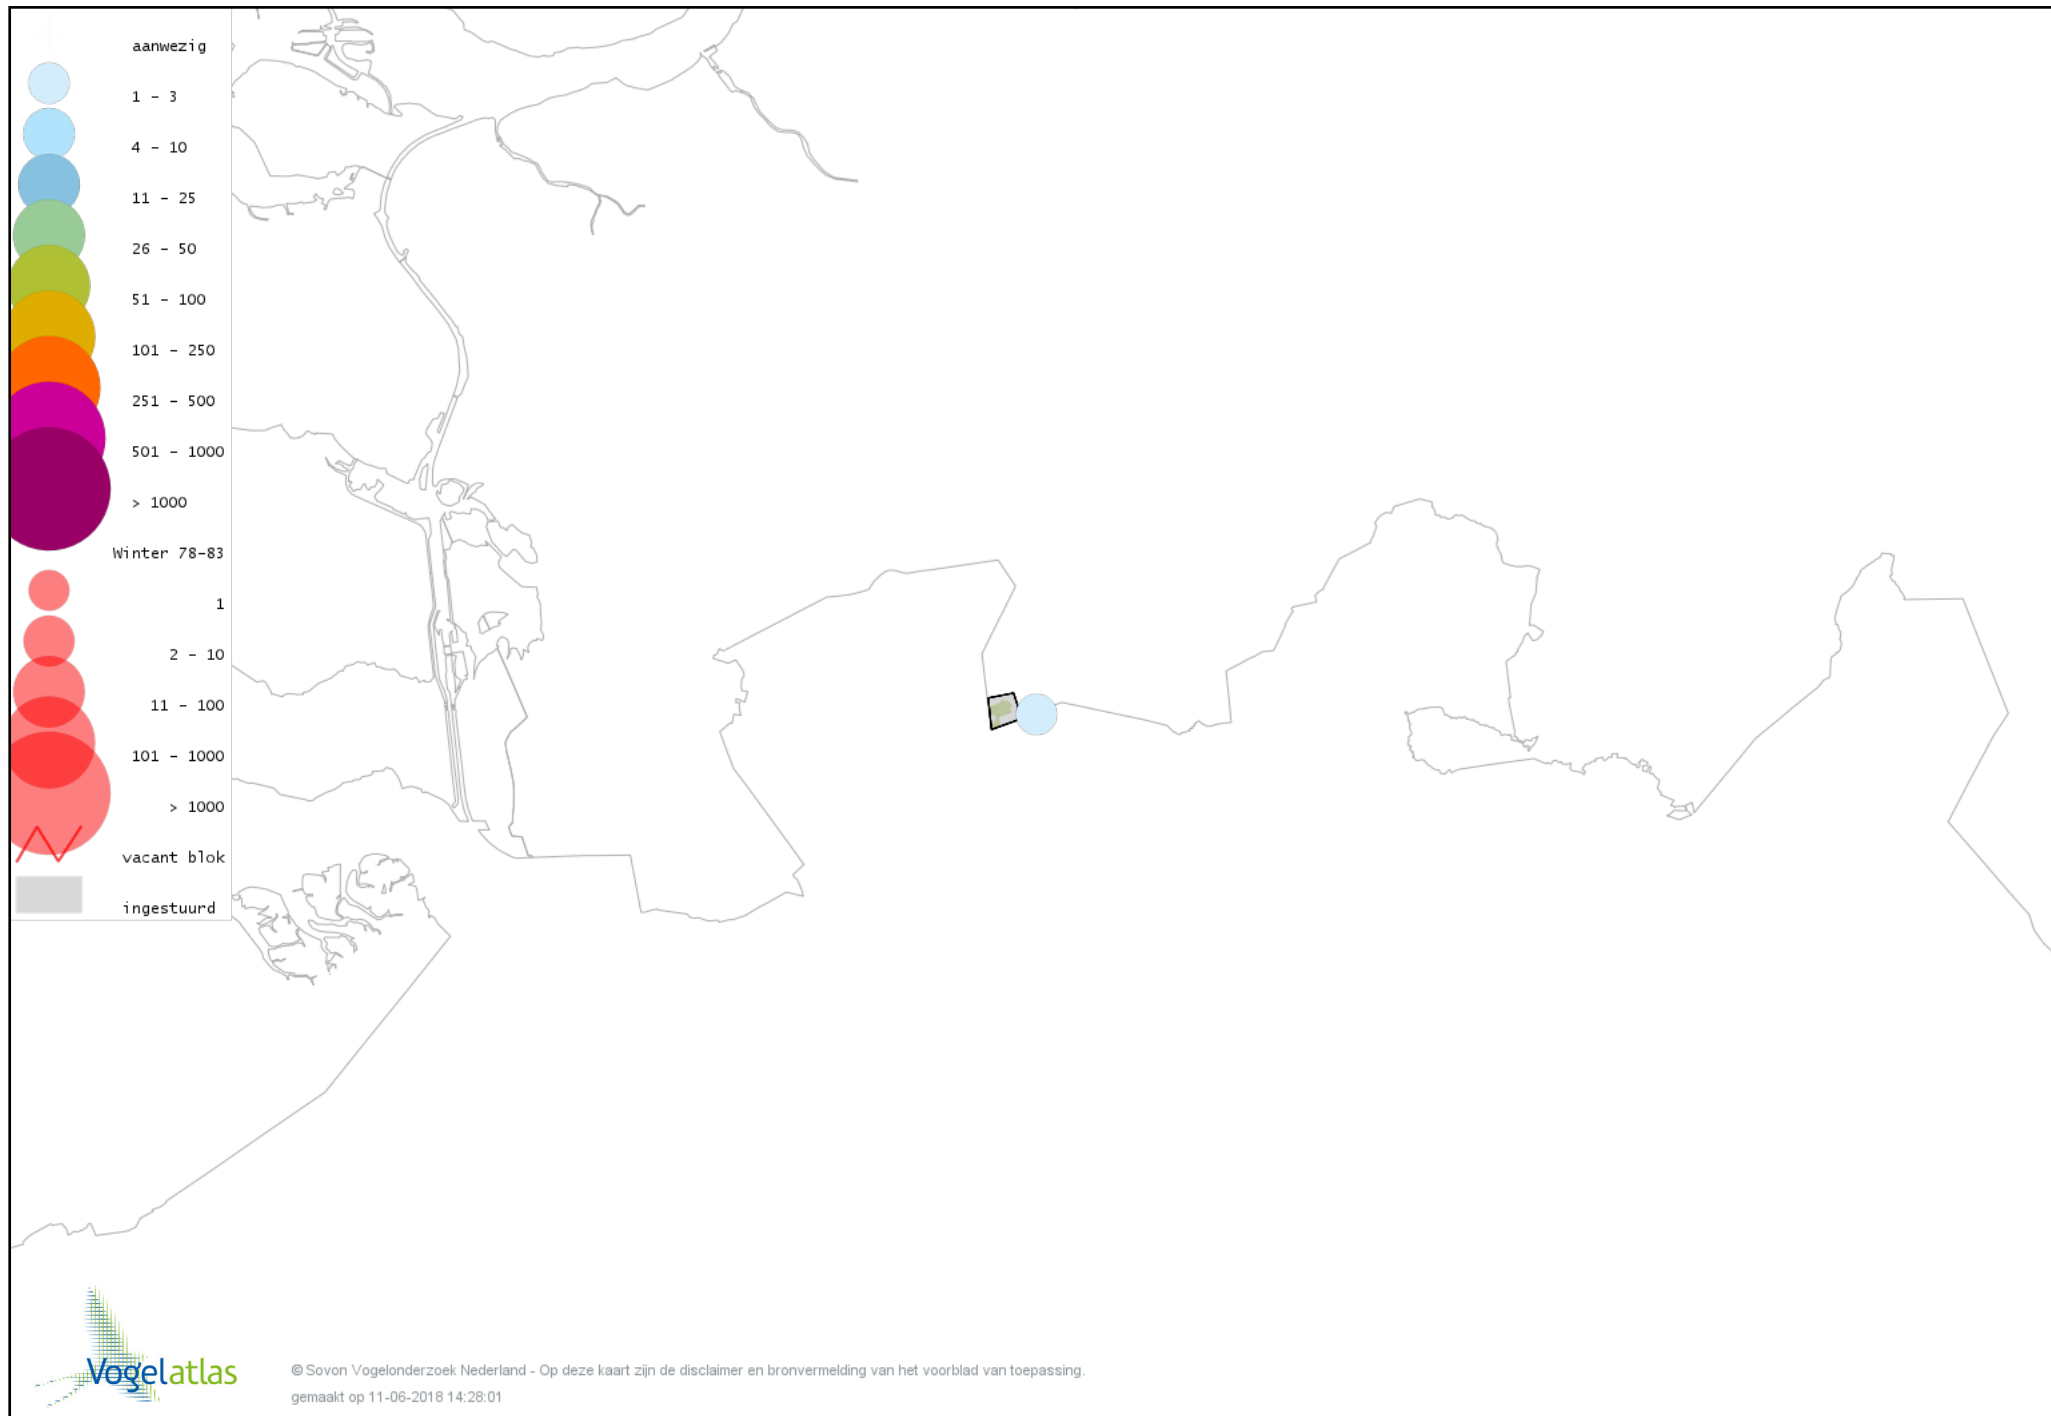 aanwezig
1 - 3
4 - 10
11 - 25
26 - 50
51 - 100
101 - 250
251 - 500
501 - 1000
> 1000
Winter 78-83
1
2 - 10
11 - 100
101 - 1000
> 1000
vacant blok
ingestuurd
Vogelatlas
© Sovon Vogelonderzoek Nederland - Op deze kaart zijn de disclaimer en bronvermelding van het voorblad van toepassing.
gemaakt op 11-06-2018 14:28:01